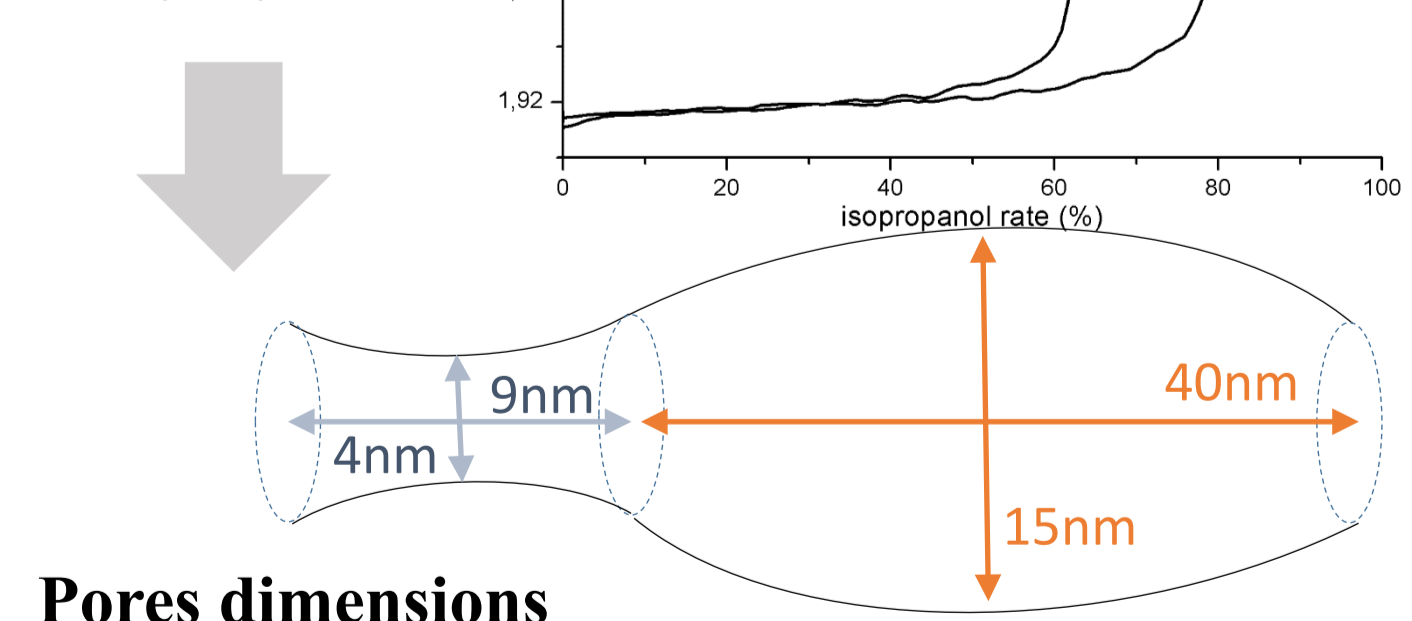 1,92
0 20 40 60 80 100
isopropanol rate (%)
40nm
9nm
4nm
15nm
Pores dimensions